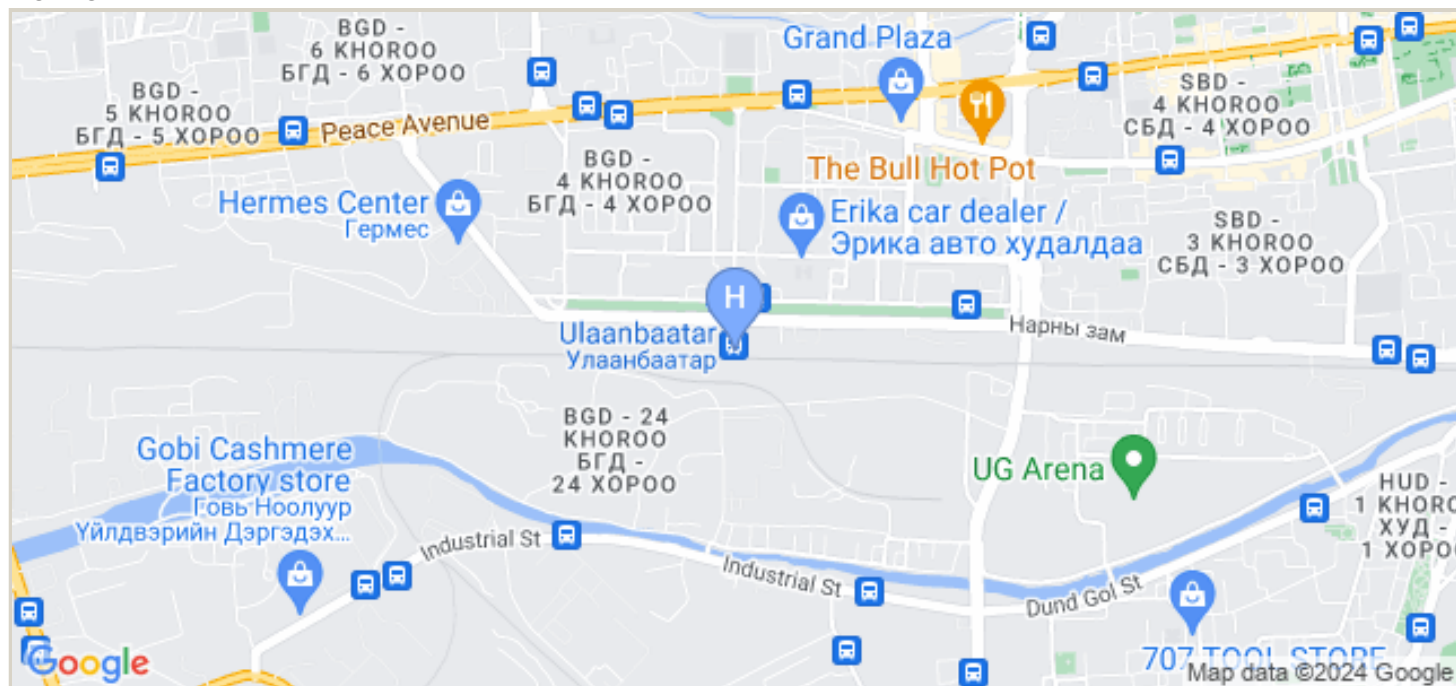 BGD -
6 KHOROO
БГД - 6 ХОРОО
Grand Plaza
BGD -
5 KHOROO
БГД - 5 ХОРОО
Peace Avenue
SBD -
4 KHOROO
СБД - 4 ХОРОО
BGD -
4 KHOROO
БГД - 4 ХОРОО
The Bull Hot Pot
Hermes Center
Гермес
Erika car dealer /
Эрика авто худалдаа
SBD -
3 KHOROO
СБД - 3 ХОРОО
H
Ulaanbaatar
Улаанбаатар
Нарны зам
BGD - 24
KHOROO
БГД -
24 ХОРОО
Gobi Cashmere
Factory store
Говь Ноолуур
Үйлдвэрийн Дэргэдэх...
UG Arena
HUD -
1 KHORO
ХУД -
1 ХОРО
Industrial St
Industrial St
Dund Gol St
707 TOOL STORE
Google
Map data ©2024 Google